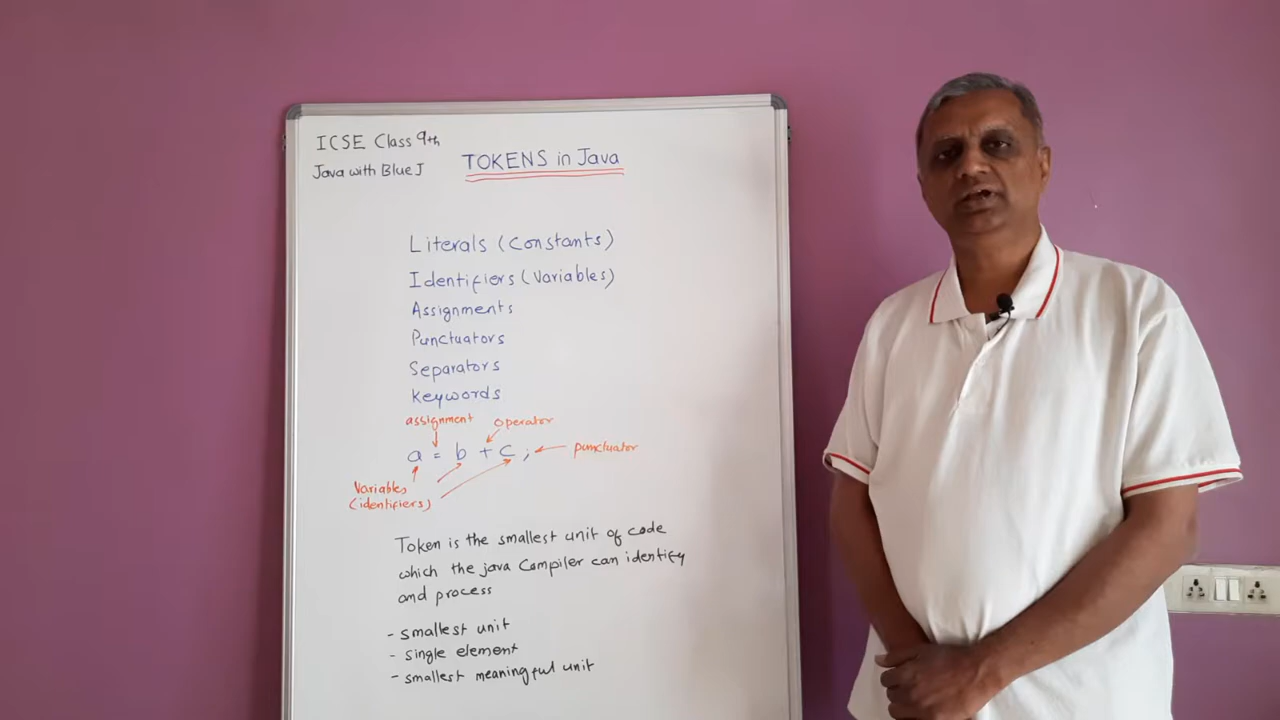 ICSE Class 9th
Java with Blue J
TOKENS in Java
Literals (Constants)
Identifiers (Variables)
Assignments
Punctuators
Separators
Keywords
assignment
operator
a = b + c ;
punctuator
Variables
(identifiers)
Token is the smallest unit of code
which the java Compiler can identify
and process
- smallest unit
- single element
- smallest meaningful unit